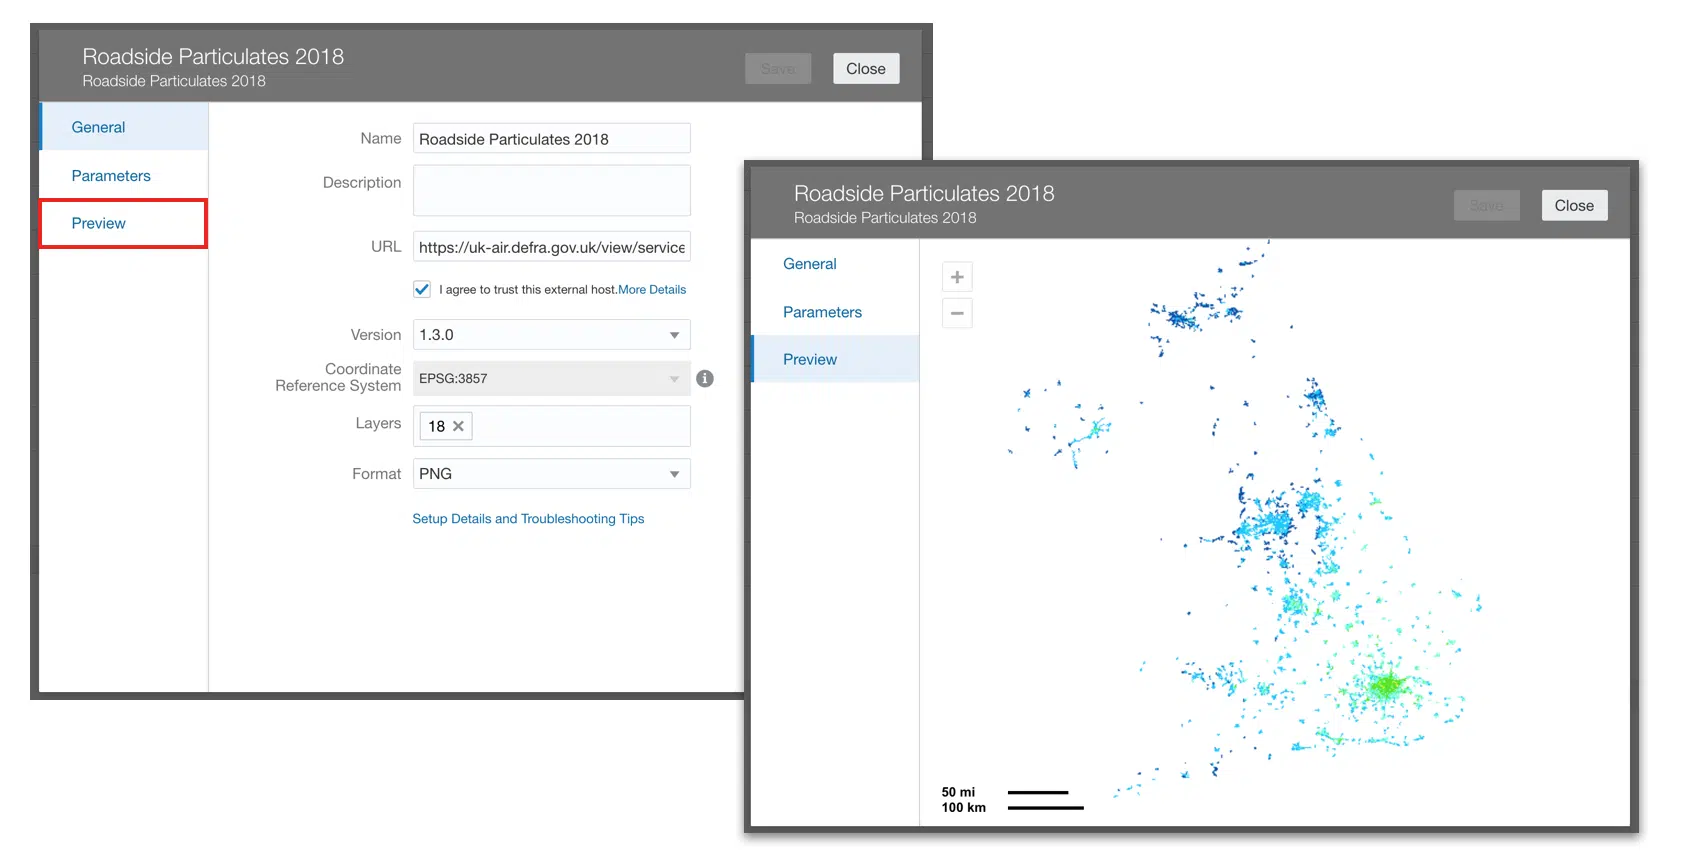 Roadside Particulates 2018
Roadside Particulates 2018
Save
Close
General
Parameters
Preview
Name
Roadside Particulates 2018
Description
URL
https://uk-air.defra.gov.uk/view/service
I agree to trust this external host.More Details
Version
1.3.0
Coordinate
Reference System
EPSG:3857
Layers
18
Format
PNG
Setup Details and Troubleshooting Tips
Roadside Particulates 2018
Roadside Particulates 2018
Save
Close
General
Parameters
Preview
50 mi
100 km